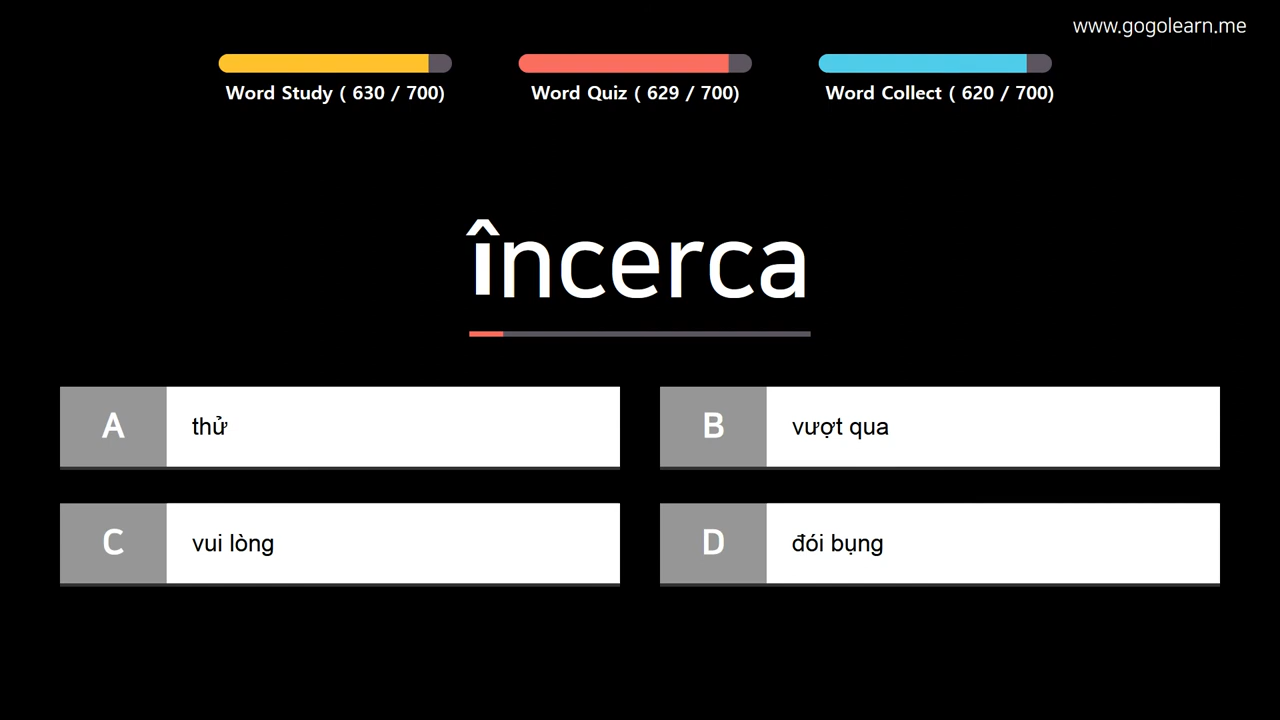 www.gogolearn.me
Word Study ( 630 / 700)
Word Quiz ( 629 / 700)
Word Collect ( 620 / 700)
încerca
A thử
B vượt qua
C vui lòng
D đói bụng